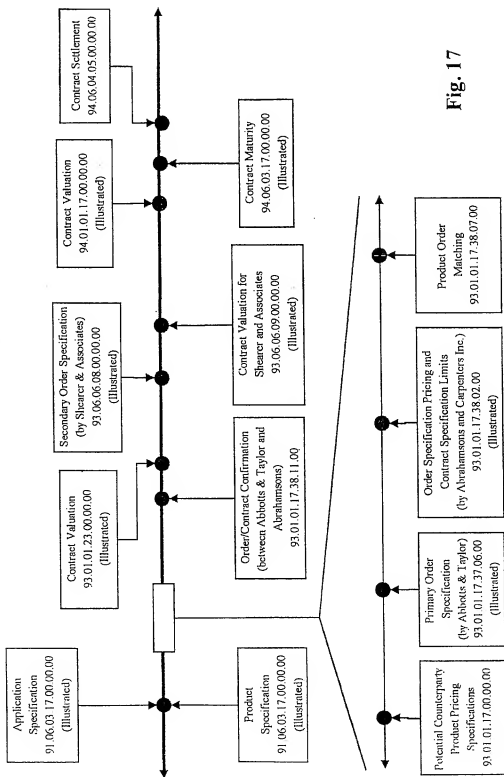 Application
Specification
91.06.03.17.00.00.00
(Illustrated)
Product
Specification
91.06.03.17.00.00.00
(Illustrated)
Contract Valuation
93.01.01.23.00.00.00
(Illustrated)
Order/Contract Confirmation
(between Abbotts & Taylor and
Abrahamsons)
93.01.01.17.38.11.00
Secondary Order Specification
(by Shearer & Associates)
93.06.06.08.00.00.00
(Illustrated)
Contract Valuation for
Shearer and Associates
93.06.06.09.00.00.00
(Illustrated)
Contract Valuation
94.01.01.17.00.00.00
(Illustrated)
Contract Maturity
94.06.03.17.00.00.00
(Illustrated)
Contract Settlement
94.06.04.05.00.00.00
Potential Counterparty
Product Pricing
Specifications
93 01 01.17.00.00.00
Primary Order
Specification
(by Abbotts & Taylor)
93.01.01.17.37.06.00
(Illustrated)
Order Specification Pricing and
Contract Specification Limits
(by Abrahamsons and Carpenters Inc.)
93.01.01.17.38.02.00
(Illustrated)
Product Order
Matching
93.01.01.17.38.07.00
Fig. 17